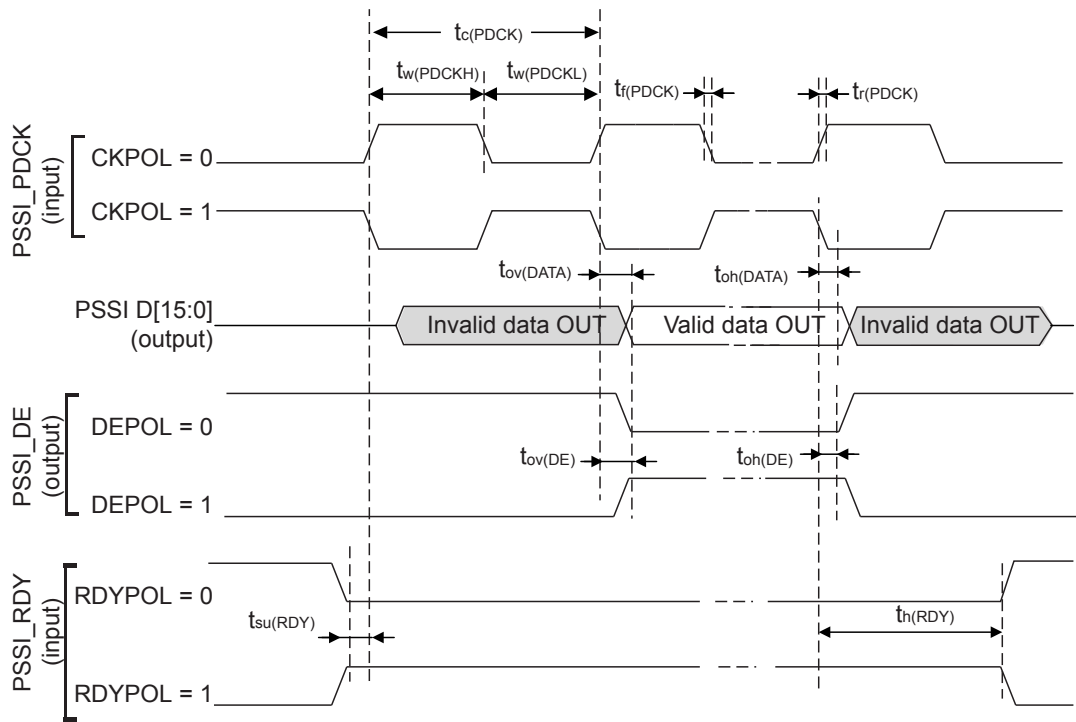 tc(PDCK)
tw(PDCKH)
tw(PDCKL)
tf(PDCK)
tr(PDCK)
PSSI_PDCK
(input)
CKPOL = 0
CKPOL = 1
tov(DATA)
toh(DATA)
PSSI D[15:0]
(output)
Invalid data OUT
Valid data OUT
Invalid data OUT
PSSI_DE
(output)
DEPOL = 0
tov(DE)
toh(DE)
DEPOL = 1
PSSI_RDY
(input)
RDYPOL = 0
tsu(RDY)
th(RDY)
RDYPOL = 1